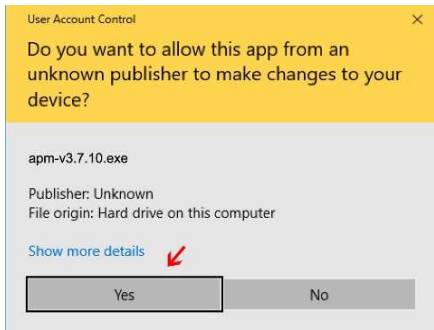 User Account Control
Do you want to allow this app from an
unknown publisher to make changes to your
device?
apm-v3.7.10.exe
Publisher: Unknown
File origin: Hard drive on this computer
Show more details
Yes
No